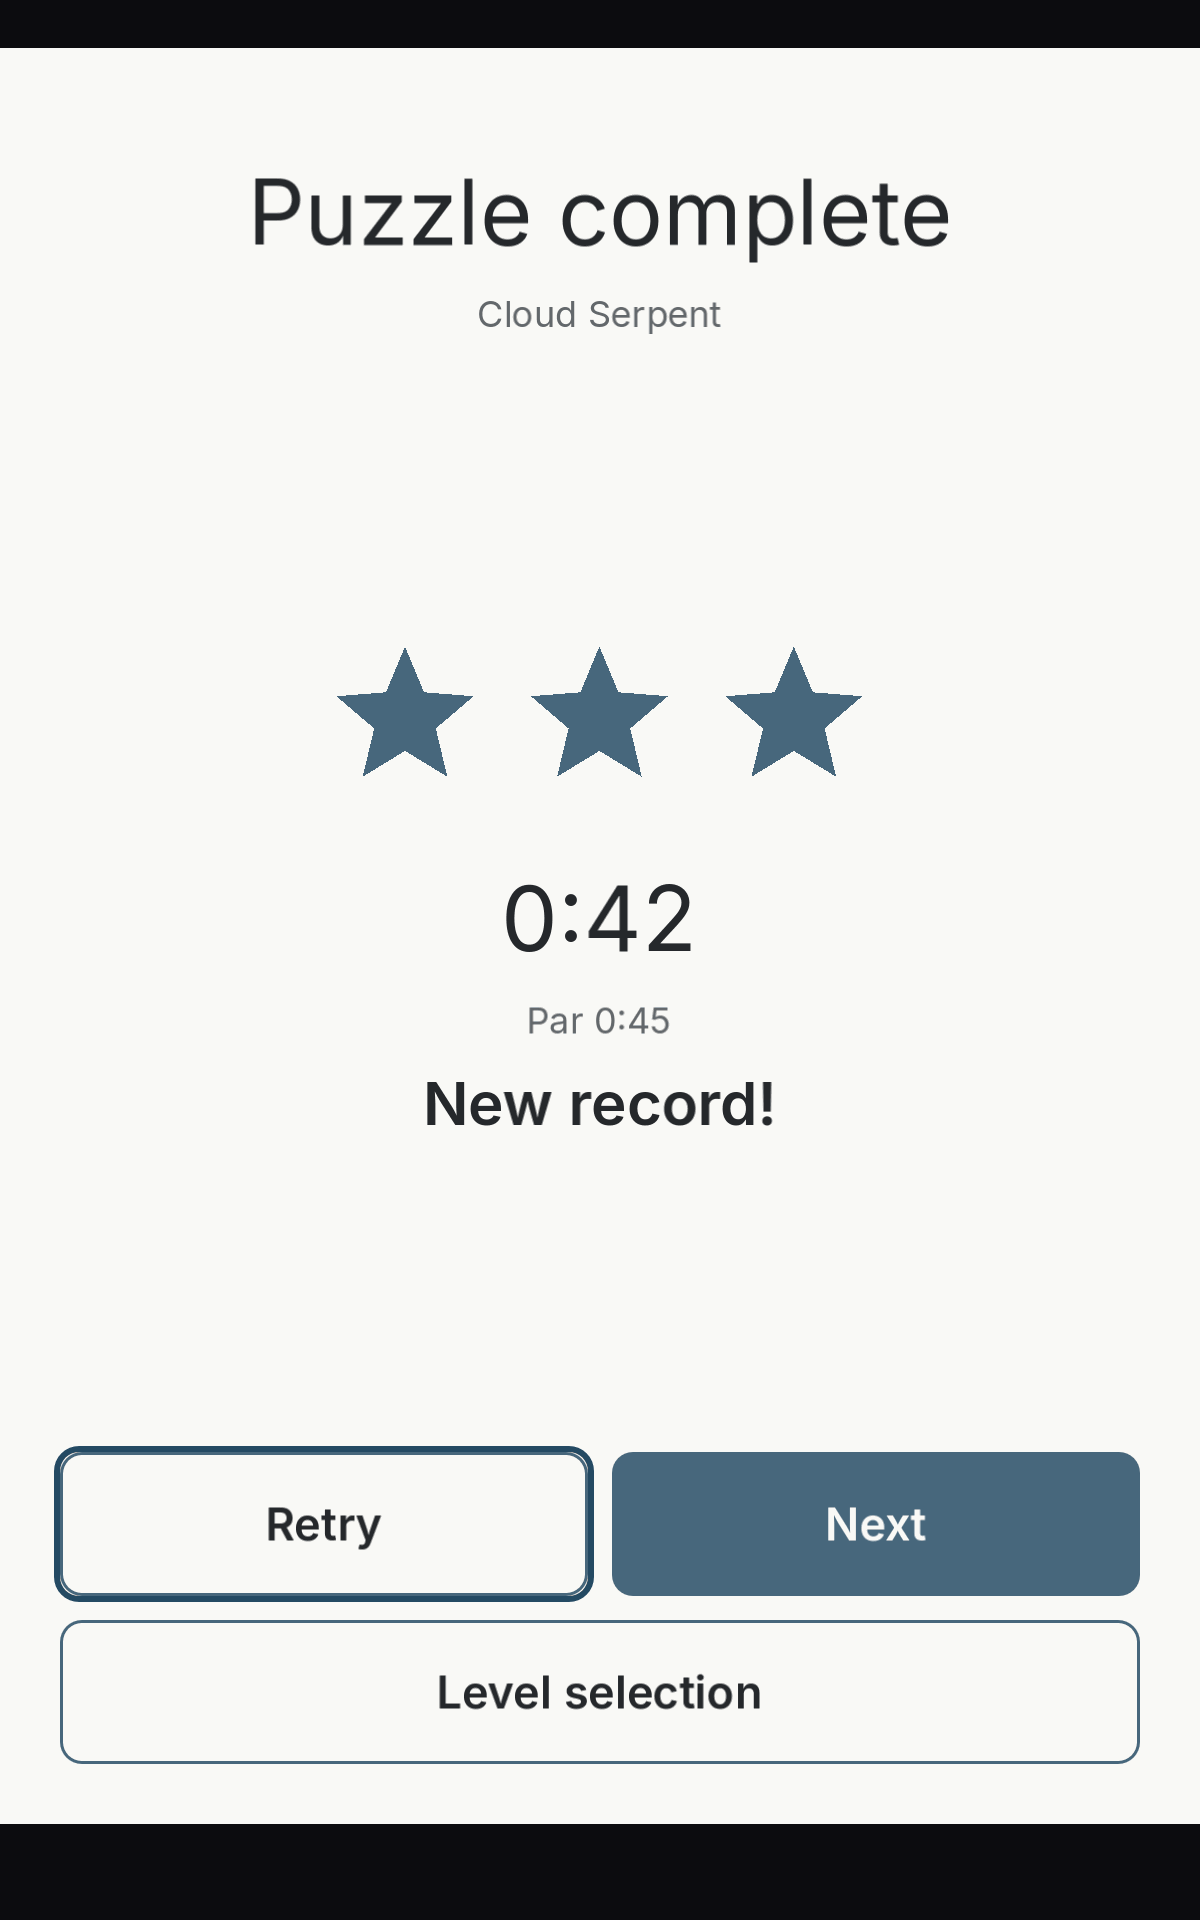 Puzzle complete
Cloud Serpent
0:42
Par 0:45
New record!
Retry
Next
Level selection